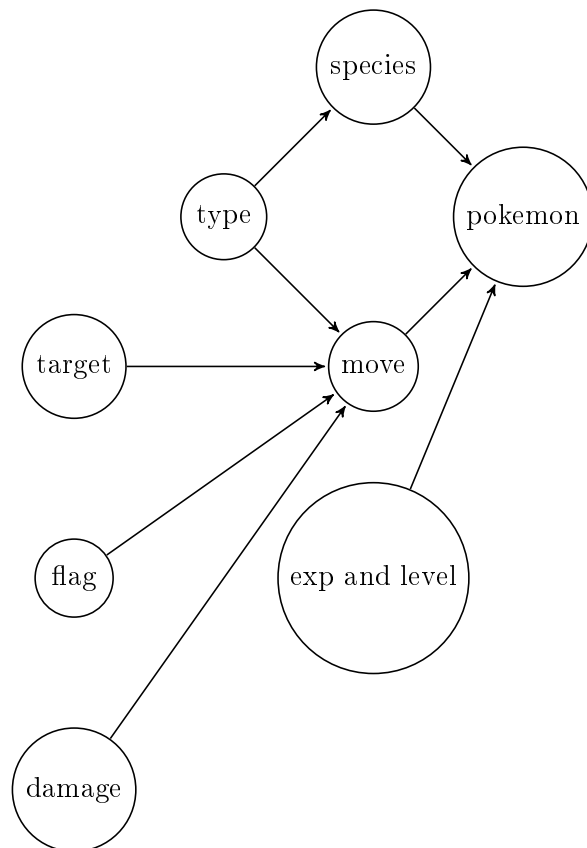 species
type
pokemon
target
move
flag
exp and level
damage